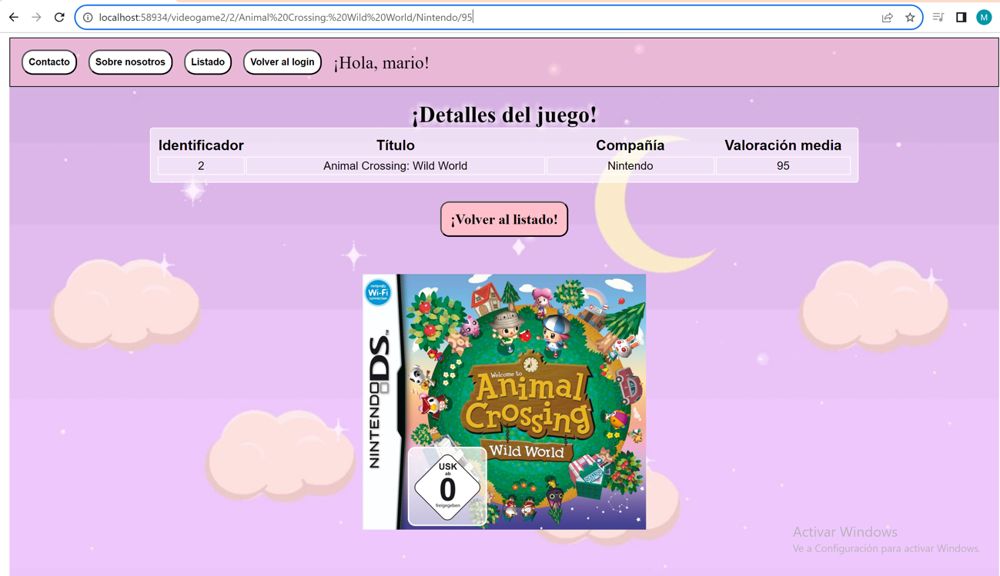 localhost:58934/videogame2/2/Animal%20Crossing:%20Wild%20World/Nintendo/95
M
Contacto Sobre nosotros Listado Volver al login ¡Hola, mario!
¡Detalles del juego!
Identificador Título Compañía Valoración media
2 Animal Crossing: Wild World Nintendo 95
¡Volver al listado!
nintendo
Wi-Fi
connection
NINTENDO DS™
Welcome to
Animal
Crossing
Wild World
USK
ab
0
freigegeben
Activar Windows
Ve a Configuración para activar Windows.